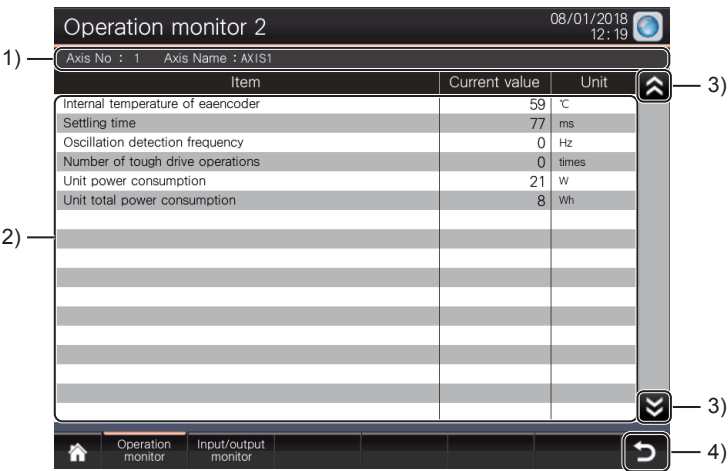 Operation monitor 2
08/01/2018
12:19
1)
Axis No : 1 Axis Name : AXIS1
Item Current value Unit
3)
Internal temperature of eaencoder 59 ℃
Settling time 77 ms
Oscillation detection frequency 0 Hz
Number of tough drive operations 0 times
Unit power consumption 21 W
Unit total power consumption 8 Wh
2)
3)
Operation monitor
Input/output monitor
4)